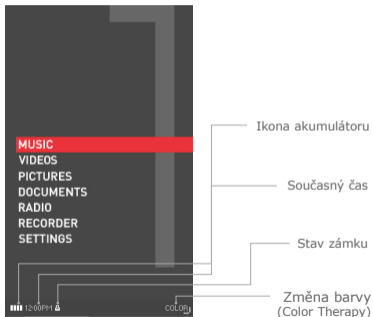 MUSIC
VIDEOS
PICTURES
DOCUMENTS
RADIO
RECORDER
SETTINGS
12:00PM
COLOR
Ikona akumulátoru
Současný čas
Stav zámku
Změna barvy
(Color Therapy)